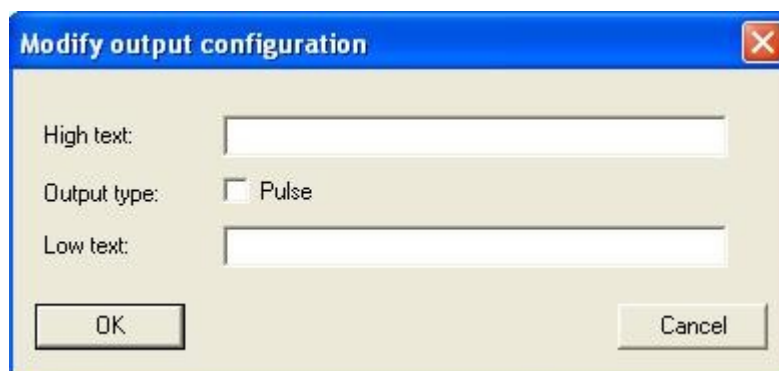 Modify output configuration
High text:
Output type: Pulse
Low text:
OK Cancel